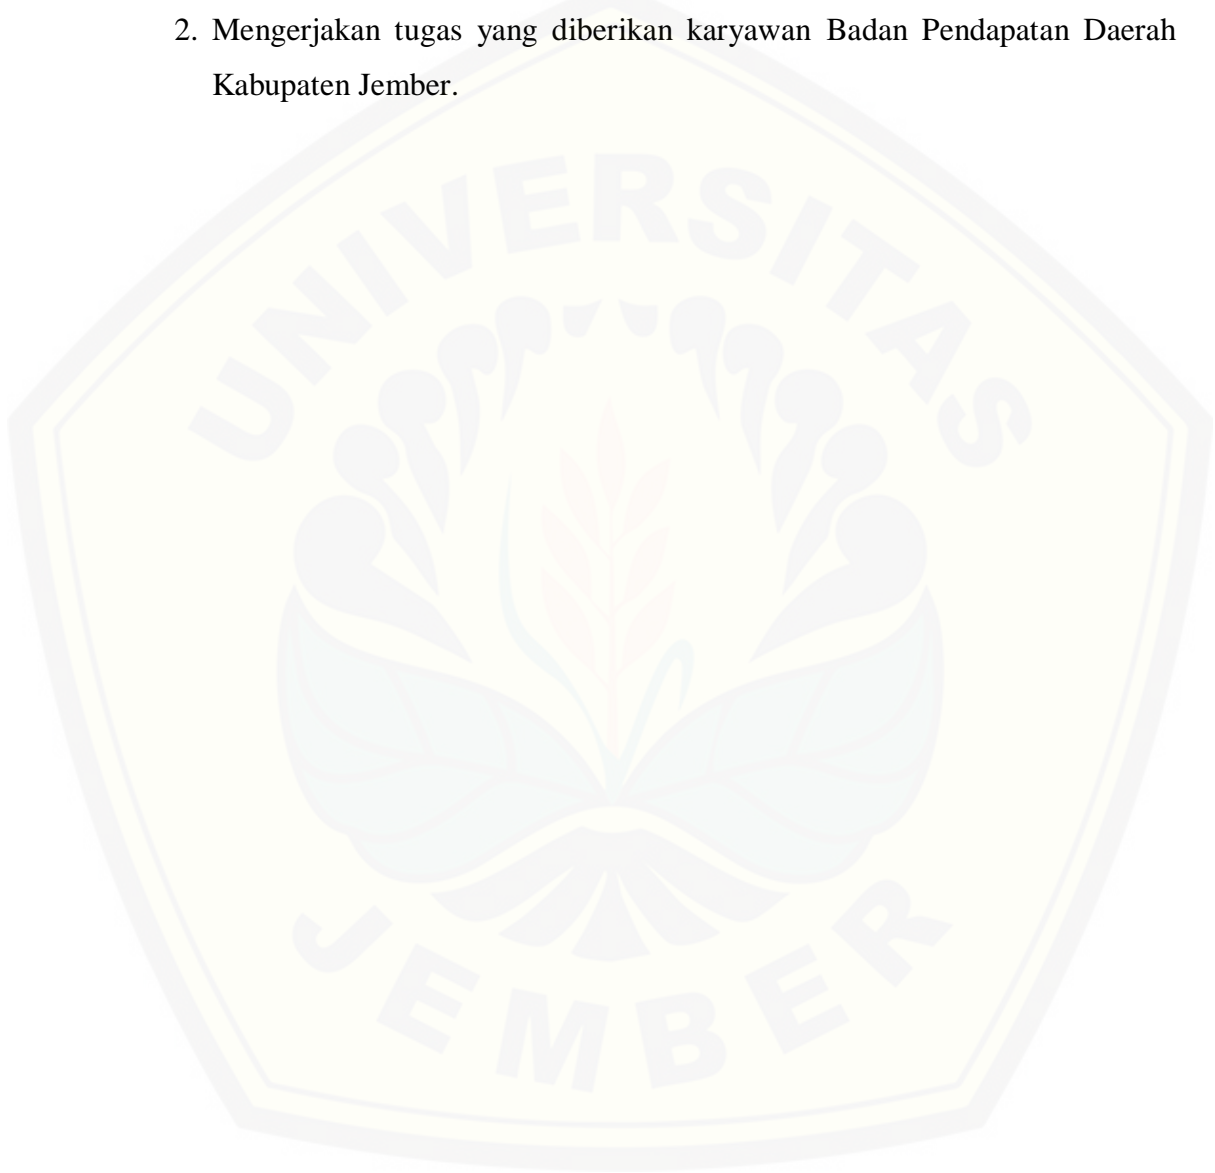 2. Mengerjakan tugas yang diberikan karyawan Badan Pendapatan Daerah
Kabupaten Jember.
UNIVERSITAS
JEMBER